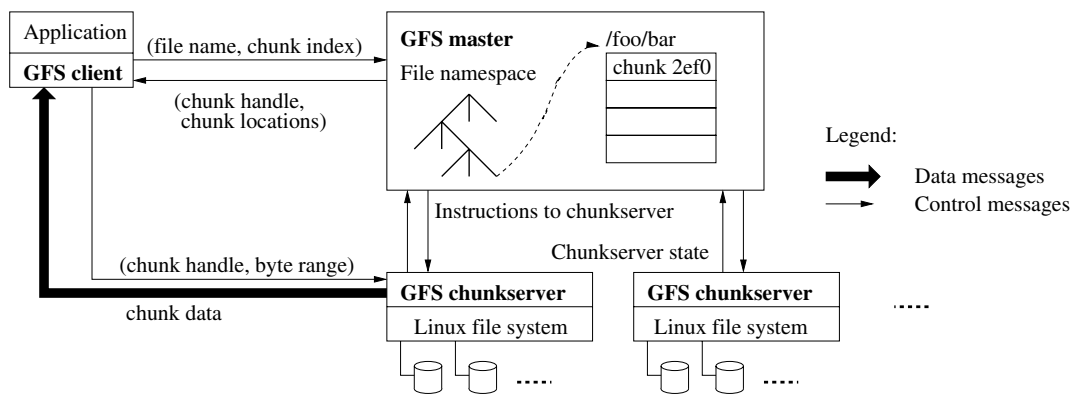 Application
GFS client
(file name, chunk index)
(chunk handle,
chunk locations)
GFS master
File namespace
/foo/bar
chunk 2ef0
Legend:
Data messages
Control messages
Instructions to chunkserver
Chunkserver state
(chunk handle, byte range)
chunk data
GFS chunkserver
Linux file system
GFS chunkserver
Linux file system